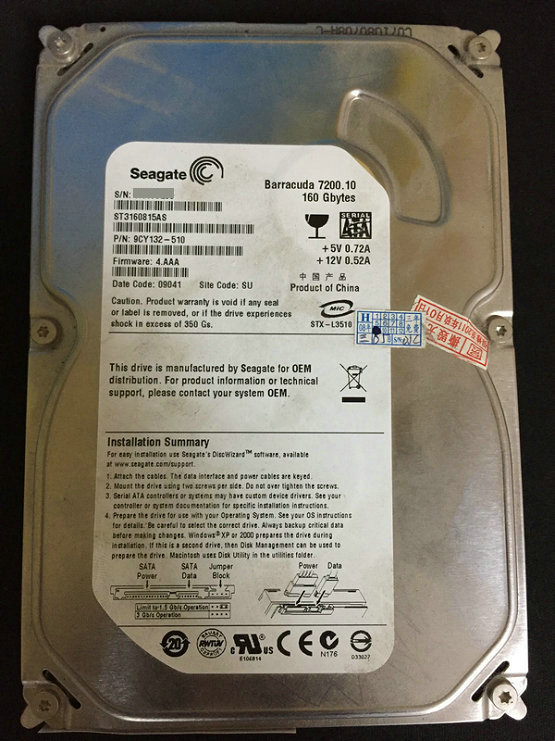 Seagate
S/N:
Barracuda 7200.10
160 Gbytes
ST3160815AS
SERIAL
ATA
P/N: 9CY132-510
+5V 0.72A
+12V 0.52A
Firmware: 4.AAA
中国产品
Product of China
Date Code: 09041 Site Code: SU
Caution. Product warranty is void if any seal
or label is removed, or if the drive experiences
shock in excess of 350 Gs.
MIC
STX-L3518
This drive is manufactured by Seagate for OEM
distribution. For product information or technical
support, please contact your system OEM.
Installation Summary
For easy installation use Seagate's DiscWizard™ software, available
at www.seagate.com/support.
1. Attach the cables. The data interface and power cables are keyed.
2. Mount the drive using two screws per side. Do not over tighten the screws.
3. Serial ATA controllers or systems may have custom device drivers. See your
controller or system documentation for specific installation instructions.
4. Prepare the drive for use with your Operating System. See your OS instructions
for details. Be careful to select the correct drive. Always backup critical data
before making changes. Windows® XP or 2000 prepares the drive during
installation. If this is a second drive, then Disk Management can be used to
prepare the drive. Macintosh uses Disk Utility in the utilities folder.
SATA Power
SATA Data
Jumper Block
Power Data
Limit to 1.5 Gb/s Operation
3 Gb/s Operation
20
c US
E106814
CE
N176
D33027